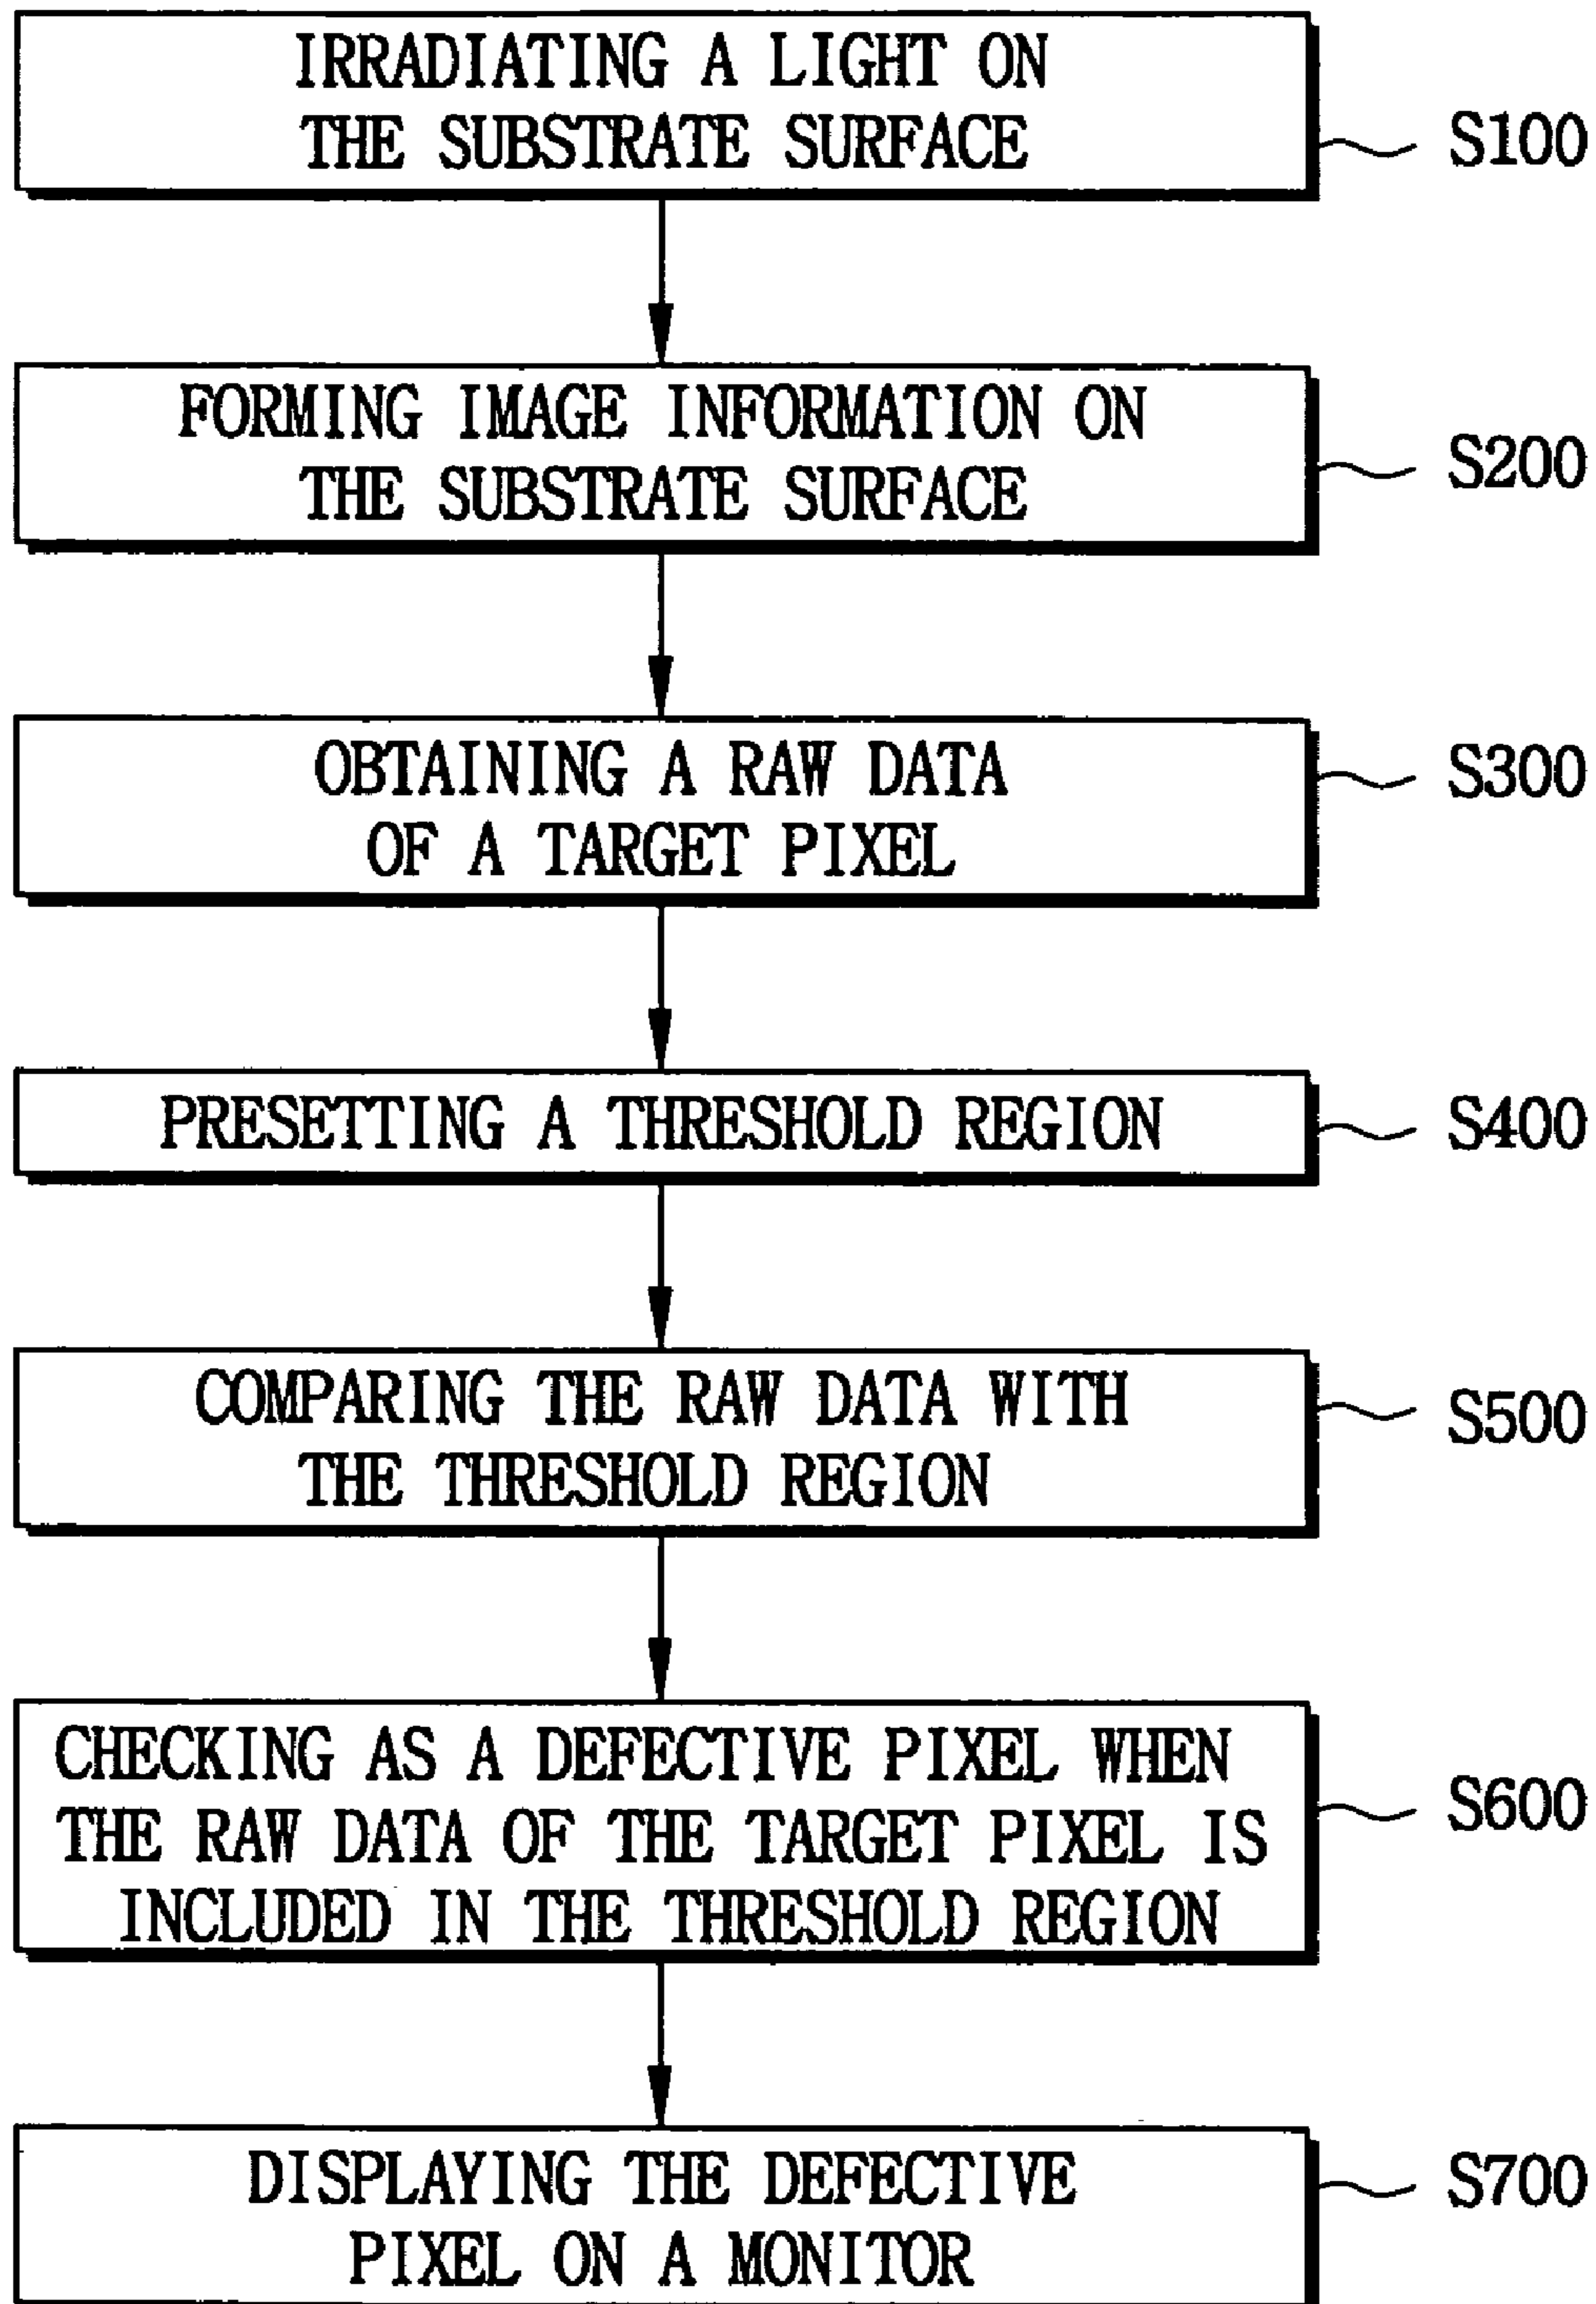 IRRADIATING A LIGHT ON
THE SUBSTRATE SURFACE
S100
FORMING IMAGE INFORMATION ON
THE SUBSTRATE SURFACE
S200
OBTAINING A RAW DATA
OF A TARGET PIXEL
S300
PRESETTING A THRESHOLD REGION
S400
COMPARING THE RAW DATA WITH
THE THRESHOLD REGION
S500
CHECKING AS A DEFECTIVE PIXEL WHEN
THE RAW DATA OF THE TARGET PIXEL IS
INCLUDED IN THE THRESHOLD REGION
S600
DISPLAYING THE DEFECTIVE
PIXEL ON A MONITOR
S700